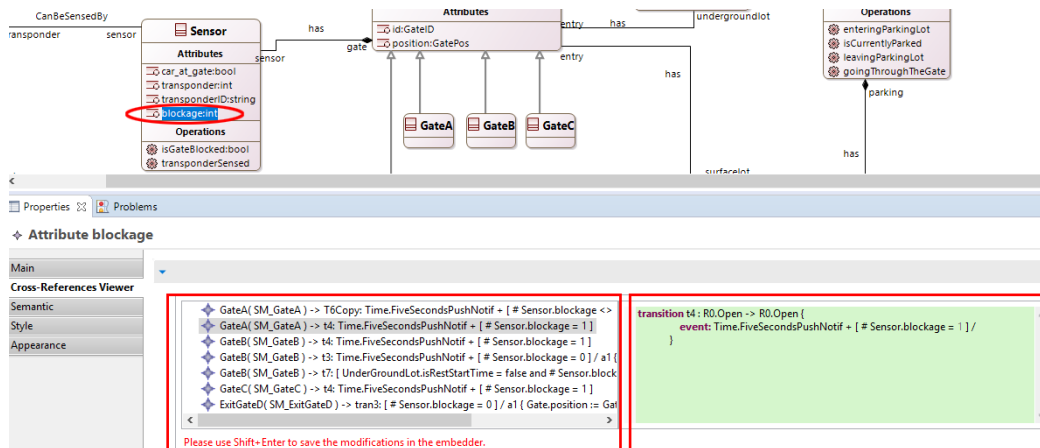 CanBeSensedBy
transponder
sensor
Sensor
Attributes
car_at_gate:bool
transponder:int
transponderID:string
blockage:int
Operations
isGateBlocked:bool
transponderSensed
has
sensor
gate
Attributes
id:GateID
position:GatePos
entry
has
undergroundlot
entry
has
GateA
GateB
GateC
surfacelot
Operations
enteringParkingLot
isCurrentlyParked
leavingParkingLot
goingThroughTheGate
parking
has
Properties
Problems
Attribute blockage
Main
Cross-References Viewer
Semantic
Style
Appearance
GateA( SM_GateA ) -> T6Copy: Time.FiveSecondsPushNotif + [ # Sensor.blockage <>
GateA( SM_GateA ) -> t4: Time.FiveSecondsPushNotif + [ # Sensor.blockage = 1 ]
GateB( SM_GateB ) -> t4: Time.FiveSecondsPushNotif + [ # Sensor.blockage = 1 ]
GateB( SM_GateB ) -> t3: Time.FiveSecondsPushNotif + [ # Sensor.blockage = 0 ] / a1 {
GateB( SM_GateB ) -> t7: [ UnderGroundLot.isRestStartTime = false and # Sensor.block
GateC( SM_GateC ) -> t4: Time.FiveSecondsPushNotif + [ # Sensor.blockage = 1 ]
ExitGateD( SM_ExitGateD ) -> tran3: [ # Sensor.blockage = 0 ] / a1 { Gate.position := Gat
Please use Shift+Enter to save the modifications in the embedder.
transition t4 : R0.Open -> R0.Open {
event: Time.FiveSecondsPushNotif + [ # Sensor.blockage = 1 ] /
}